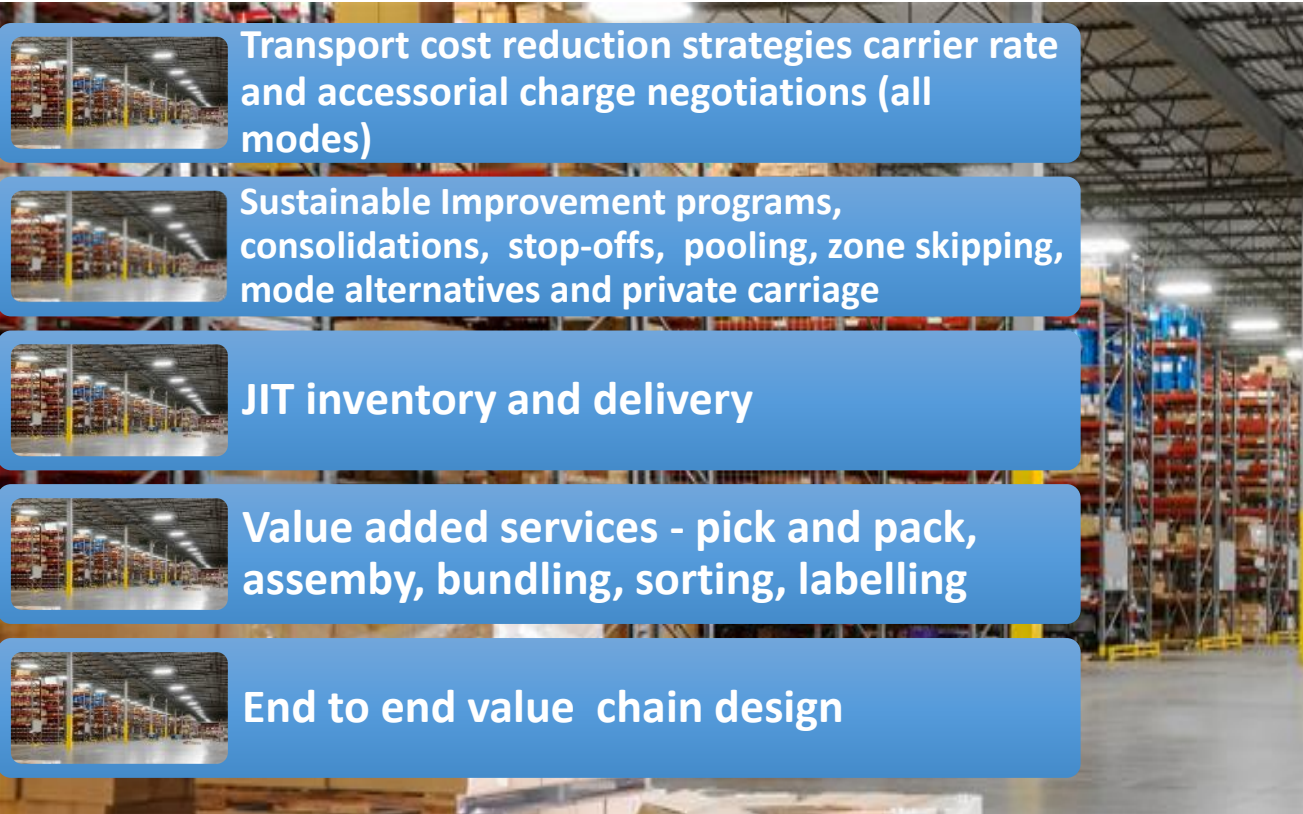 Transport cost reduction strategies carrier rate
and accessorial charge negotiations (all
modes)
Sustainable Improvement programs,
consolidations,  stop-offs,  pooling, zone skipping,
mode alternatives and private carriage
JIT inventory and delivery
Value added services - pick and pack,
assemby, bundling, sorting, labelling
End to end value  chain design